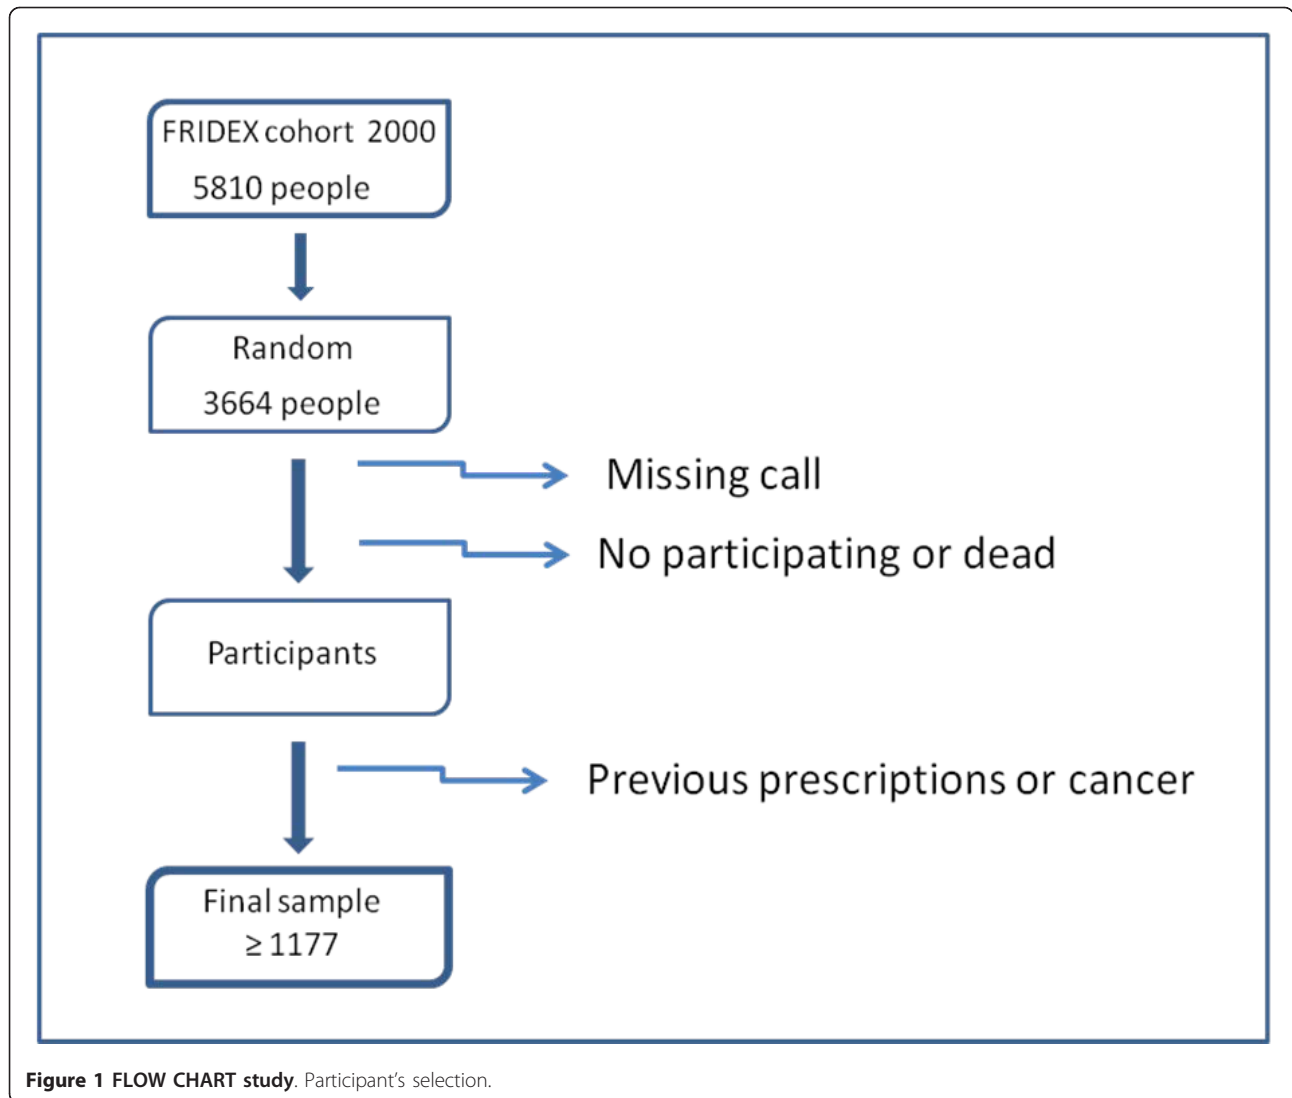 FRIDEX cohort 2000
5810 people
Random
3664 people
Missing call
No participating or dead
Participants
Previous prescriptions or cancer
Final sample
≥ 1177
Figure 1 FLOW CHART study. Participant's selection.